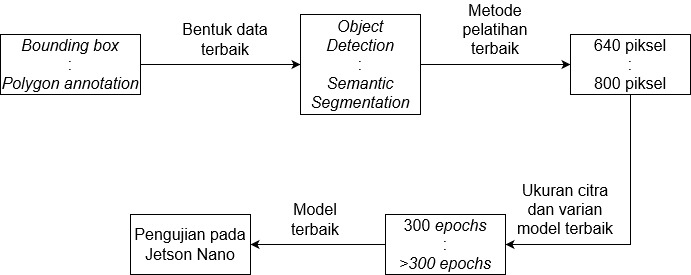 Bounding box
:
Polygon annotation
Bentuk data
terbaik
Object
Detection
:
Semantic
Segmentation
Metode
pelatihan
terbaik
640 piksel
:
800 piksel
Ukuran citra
dan varian
model terbaik
300 epochs
:
>300 epochs
Model
terbaik
Pengujian pada
Jetson Nano